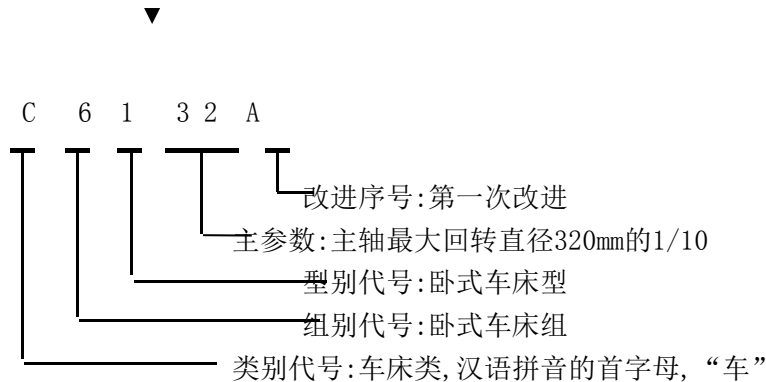 C 6 1 3 2 A
改进序号:第一次改进
主参数:主轴最大回转直径320mm的1/10
型别代号:卧式车床型
组别代号:卧式车床组
类别代号:车床类,汉语拼音的首字母,“车”